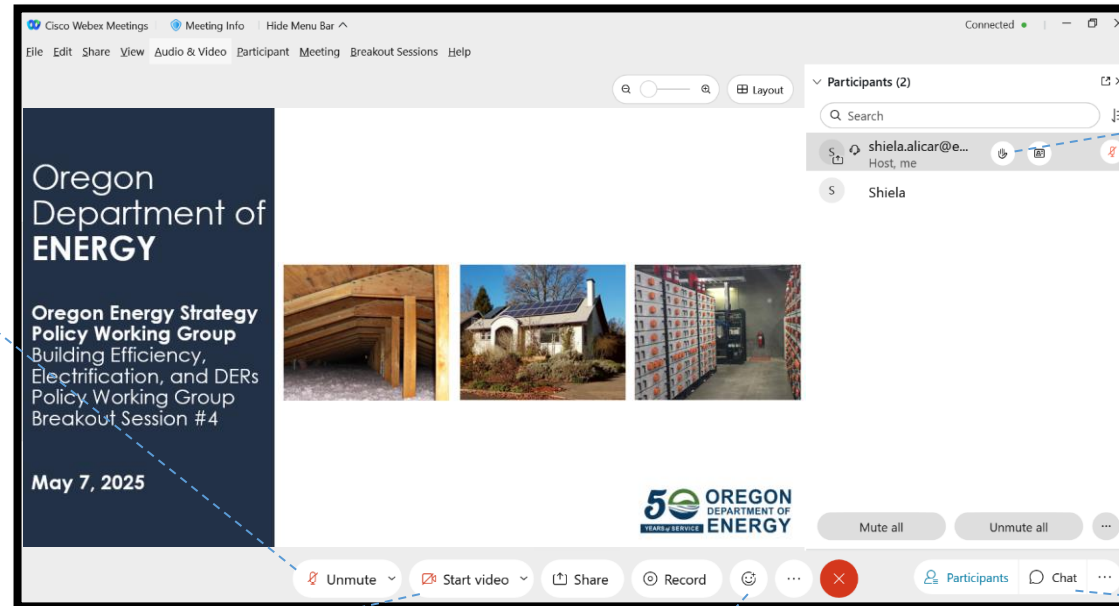 Cisco Webex Meetings
Meeting Info
Hide Menu Bar
Connected
File Edit Share View Audio & Video Participant Meeting Breakout Sessions Help
Layout
Participants (2)
Search
S
shiela.alicar@e...
Host, me
S
Shiela
Oregon
Department of
ENERGY
Oregon Energy Strategy
Policy Working Group
Building Efficiency,
Electrification, and DERs
Policy Working Group
Breakout Session #4
May 7, 2025
50
YEARS of SERVICE
OREGON
DEPARTMENT OF
ENERGY
Mute all
Unmute all
...
Unmute
Start video
Share
Record
...
Participants
Chat
...